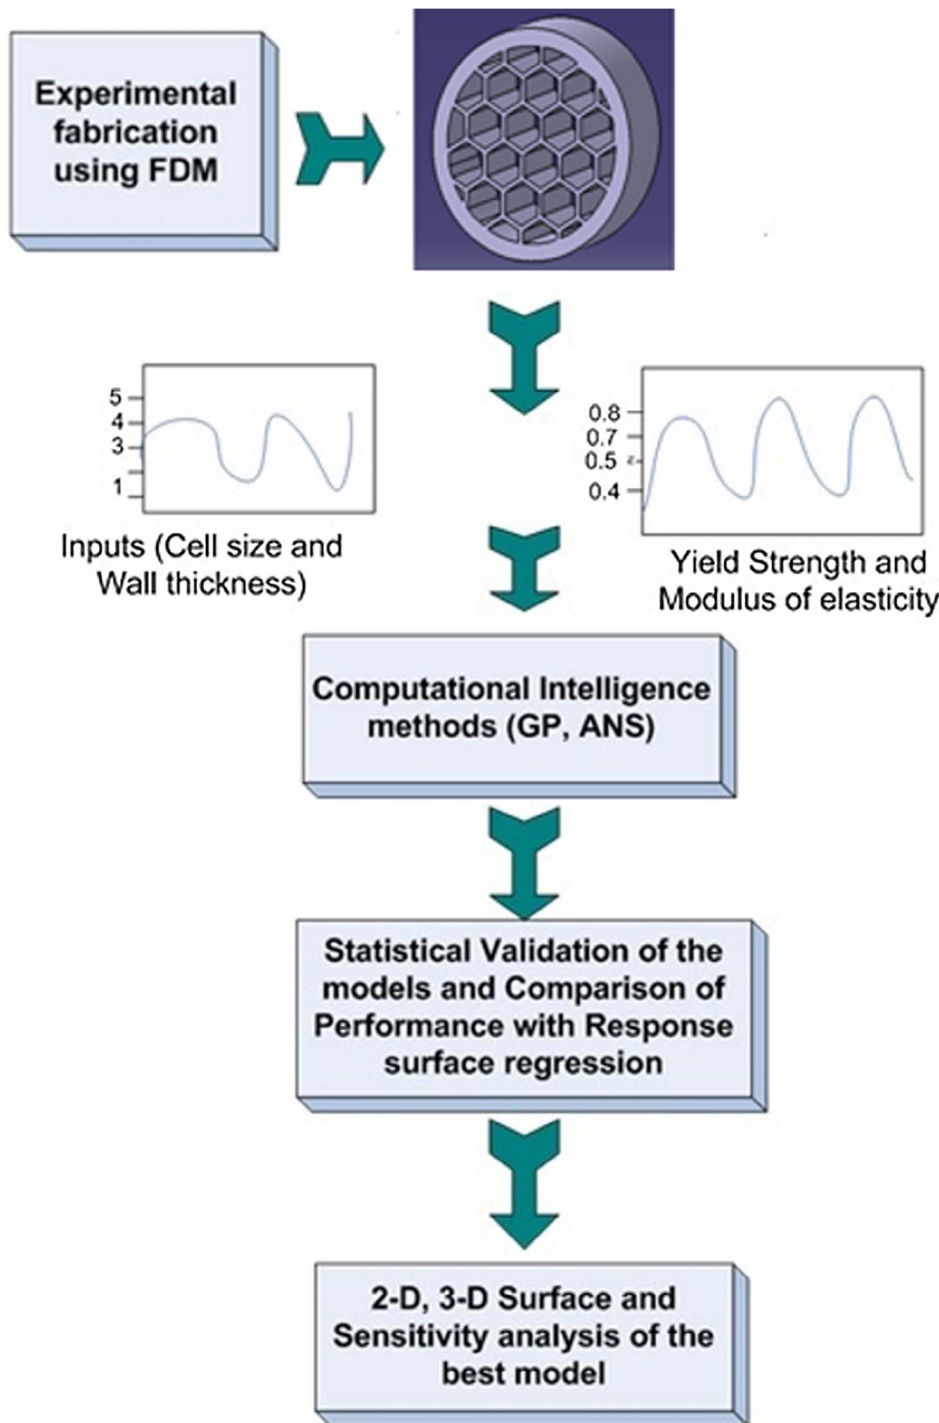 Experimental
fabrication
using FDM
5
4
3
1
0.8
0.7
0.5
0.4
Inputs (Cell size and
Wall thickness)
Yield Strength and
Modulus of elasticity
Computational Intelligence
methods (GP, ANS)
Statistical Validation of the
models and Comparison of
Performance with Response
surface regression
2-D, 3-D Surface and
Sensitivity analysis of the
best model